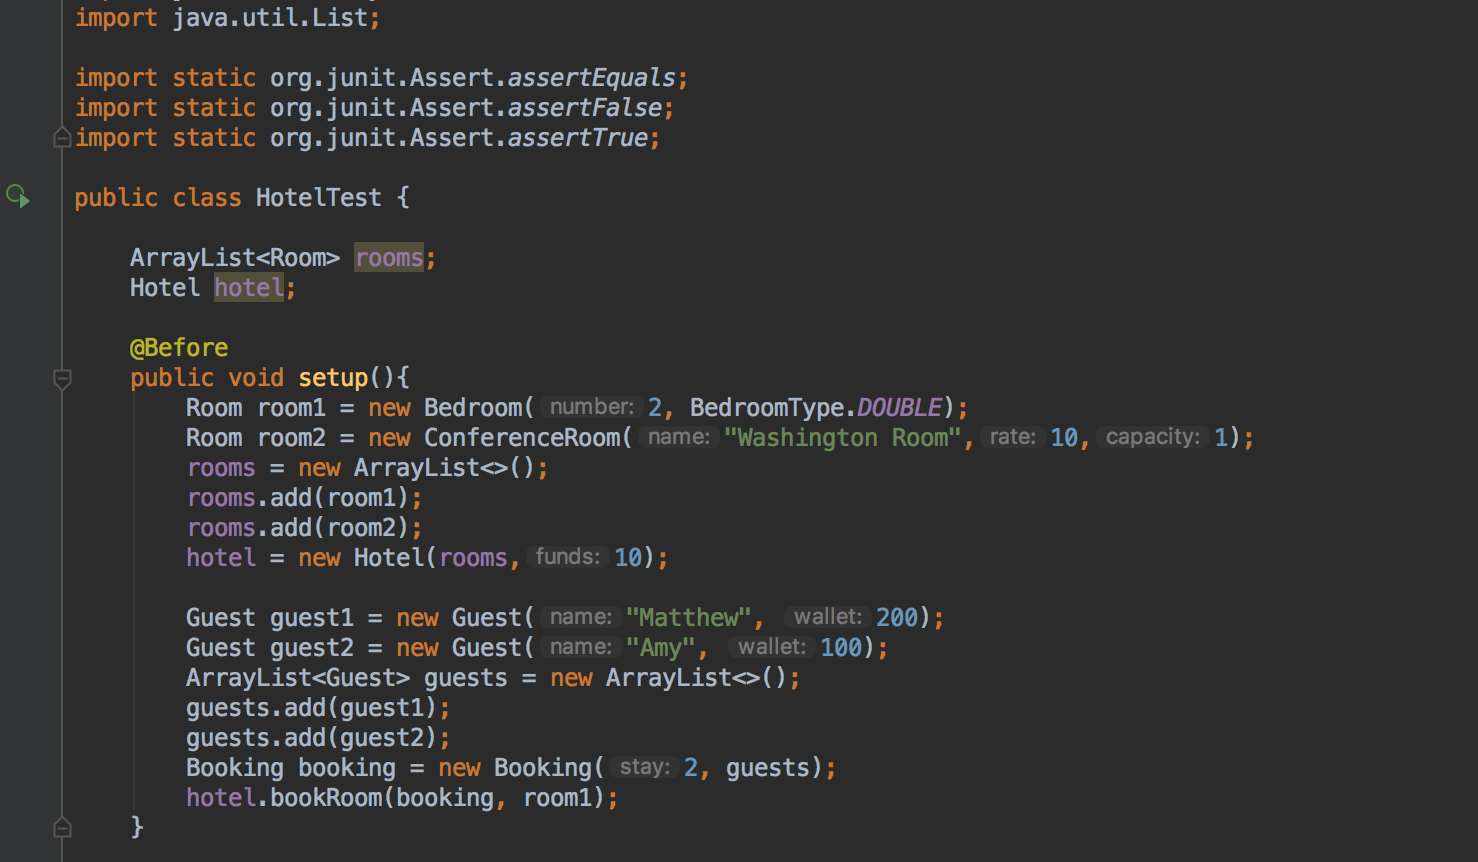 import java.util.List;
import static org.junit.Assert.assertEquals;
import static org.junit.Assert.assertFalse;
import static org.junit.Assert.assertTrue;
public class HotelTest {
ArrayList<Room> rooms;
Hotel hotel;
@Before
public void setup(){
Room room1 = new Bedroom( number: 2, BedroomType.DOUBLE);
Room room2 = new ConferenceRoom( name: "Washington Room", rate: 10, capacity: 1);
rooms = new ArrayList<>();
rooms.add(room1);
rooms.add(room2);
hotel = new Hotel(rooms, funds: 10);
Guest guest1 = new Guest( name: "Matthew", wallet: 200);
Guest guest2 = new Guest( name: "Amy", wallet: 100);
ArrayList<Guest> guests = new ArrayList<>();
guests.add(guest1);
guests.add(guest2);
Booking booking = new Booking( stay: 2, guests);
hotel.bookRoom(booking, room1);
}